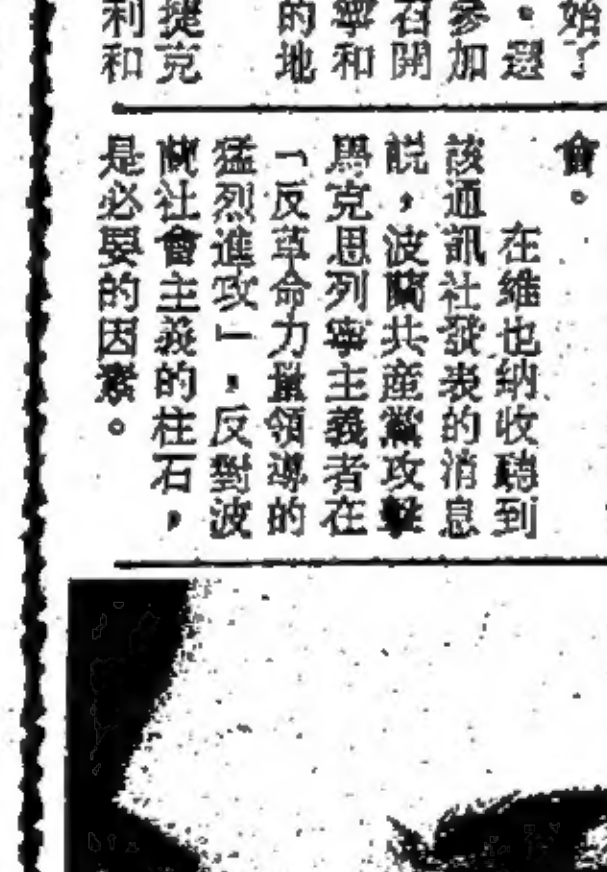 始了
・選
參加
召開
寧和
的地
捷克
利和
會。
在維也納收聽到
該通訊社發表的消息
說,波蘭共產黨攻擊
馬克思列寧主義者在
「反革命力量領導的
猛烈進攻」,反對波
蘭社會主義的柱石,
是必要的因素。